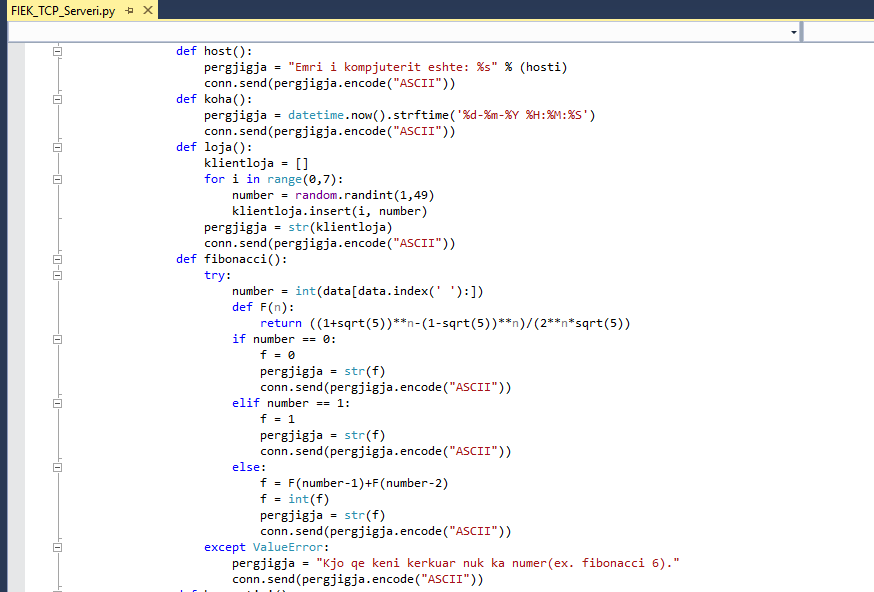 FIEK_TCP_Serveri.py
def host():
    pergjigja = "Emri i kompjuterit eshte: %s" % (hosti)
    conn.send(pergjigja.encode("ASCII"))
def koha():
    pergjigja = datetime.now().strftime('%d-%m-%Y %H:%M:%S')
    conn.send(pergjigja.encode("ASCII"))
def loja():
    klientloja = []
    for i in range(0,7):
        number = random.randint(1,49)
        klientloja.insert(i, number)
    pergjigja = str(klientloja)
    conn.send(pergjigja.encode("ASCII"))
def fibonacci():
    try:
        number = int(data[data.index(' '):])
        def F(n):
            return ((1+sqrt(5))**n-(1-sqrt(5))**n)/(2**n*sqrt(5))
        if number == 0:
            f = 0
            pergjigja = str(f)
            conn.send(pergjigja.encode("ASCII"))
        elif number == 1:
            f = 1
            pergjigja = str(f)
            conn.send(pergjigja.encode("ASCII"))
        else:
            f = F(number-1)+F(number-2)
            f = int(f)
            pergjigja = str(f)
            conn.send(pergjigja.encode("ASCII"))
    except ValueError:
        pergjigja = "Kjo qe keni kerkuar nuk ka numer(ex. fibonacci 6)."
        conn.send(pergjigja.encode("ASCII"))